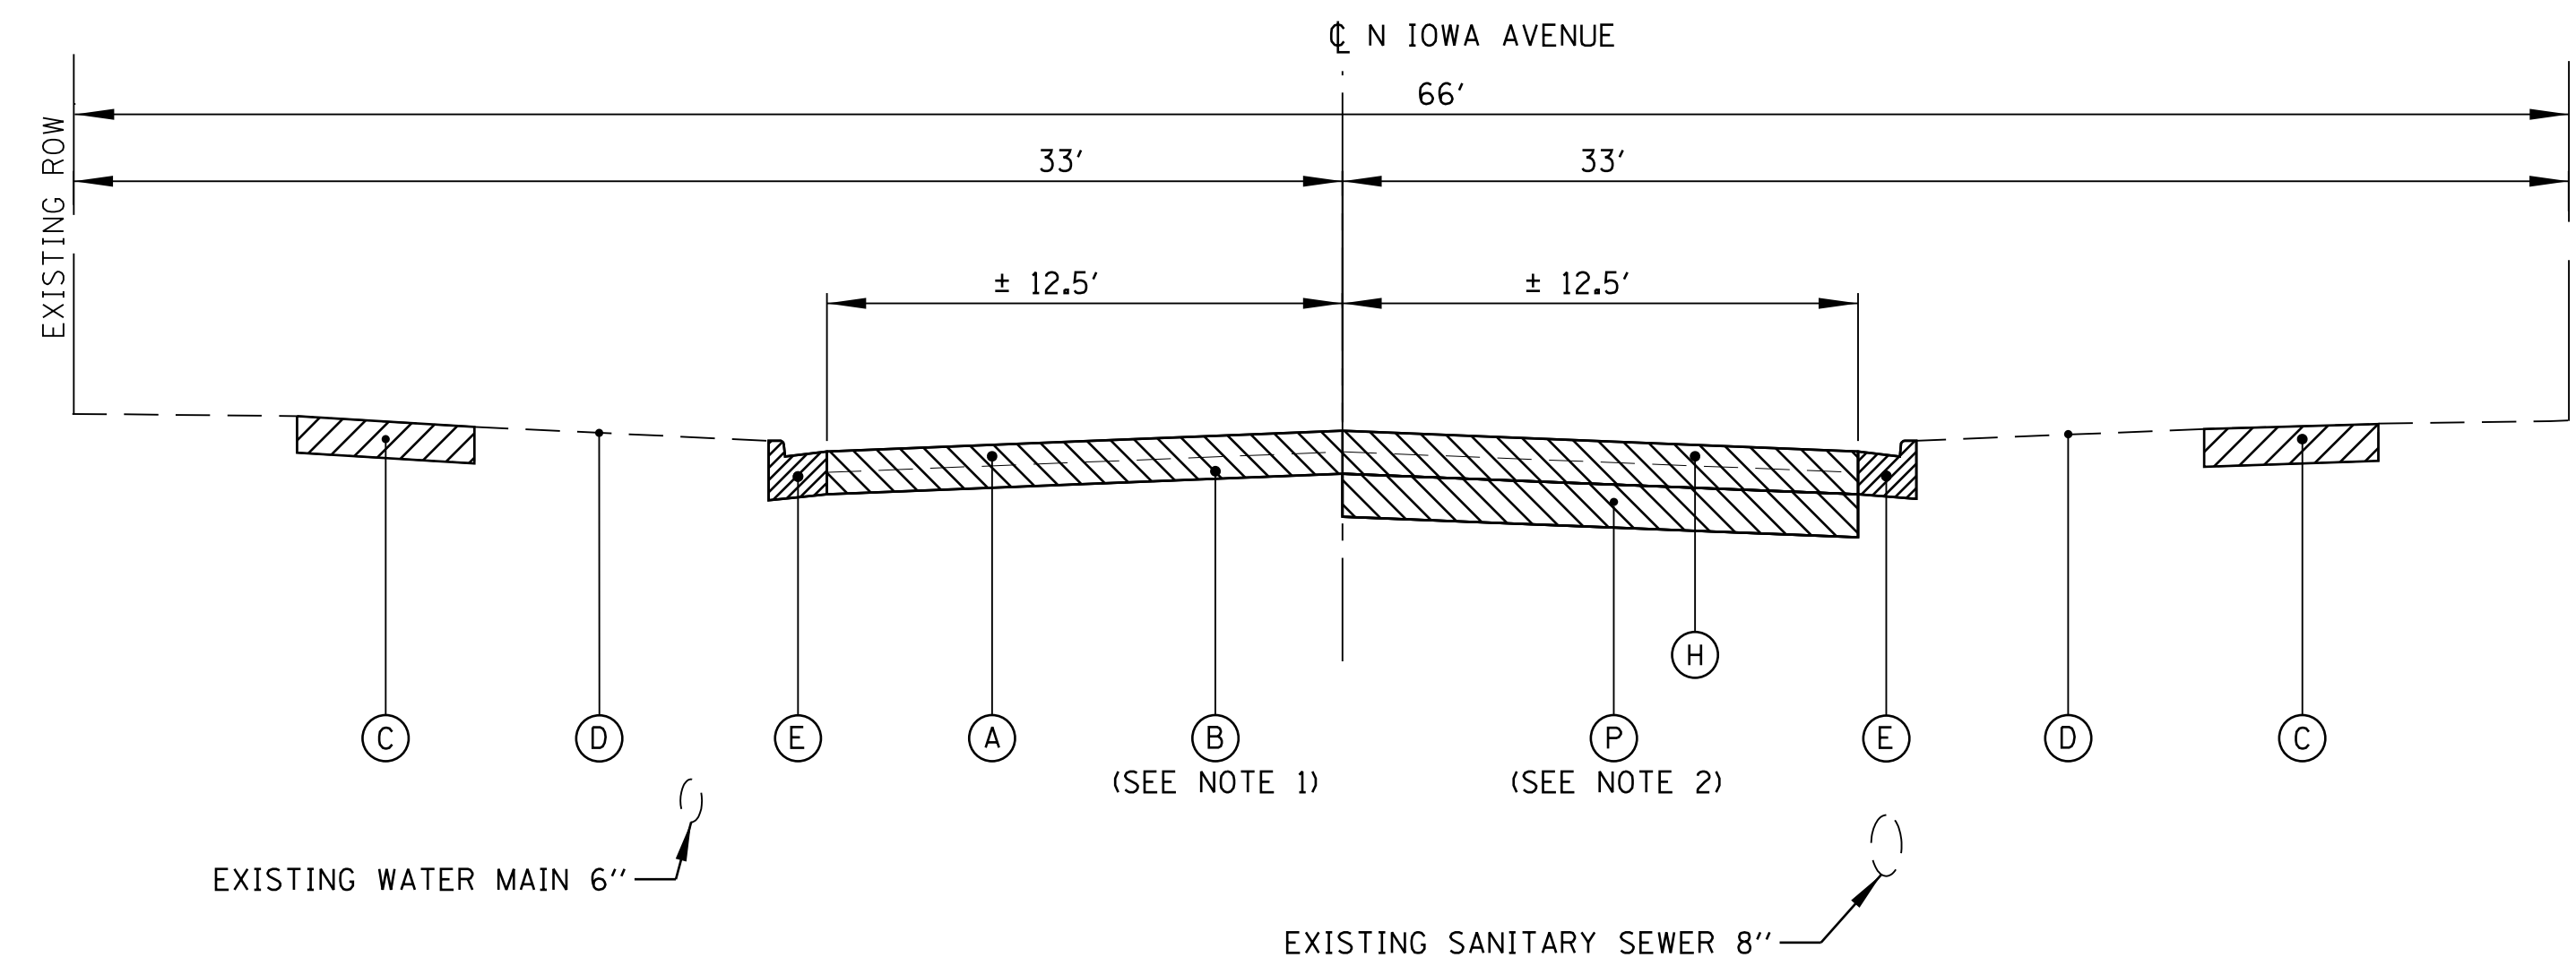 ℄ N IOWA AVENUE
66'
33' 33'
EXISTING ROW
± 12.5' ± 12.5'
H
C D E A B P E D C
(SEE NOTE 1) (SEE NOTE 2)
EXISTING WATER MAIN 6''
EXISTING SANITARY SEWER 8''